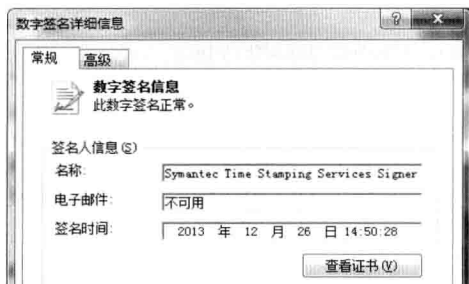 数字签名详细信息
常规 高级
数字签名信息
此数字签名正常。
签名人信息(S)
名称: Symantec Time Stamping Services Signer
电子邮件: 不可用
签名时间: 2013 年 12 月 26 日 14:50:28
查看证书(V)